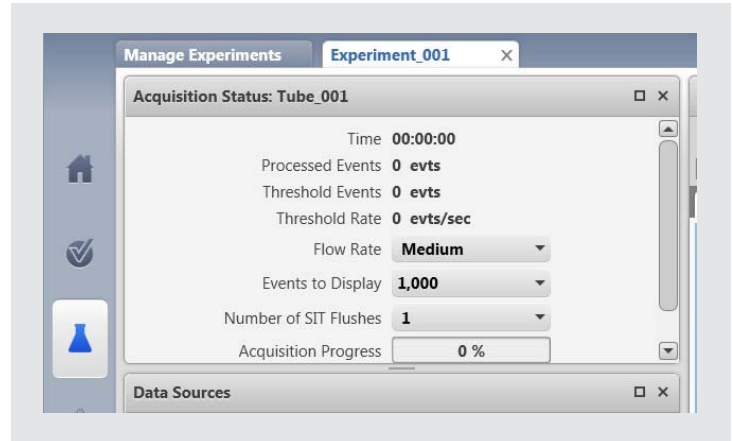 Manage Experiments Experiment_001
Acquisition Status: Tube_001
Time 00:00:00
Processed Events 0 evts
Threshold Events 0 evts
Threshold Rate 0 evts/sec
Flow Rate Medium
Events to Display 1,000
Number of SIT Flushes 1
Acquisition Progress 0 %
Data Sources